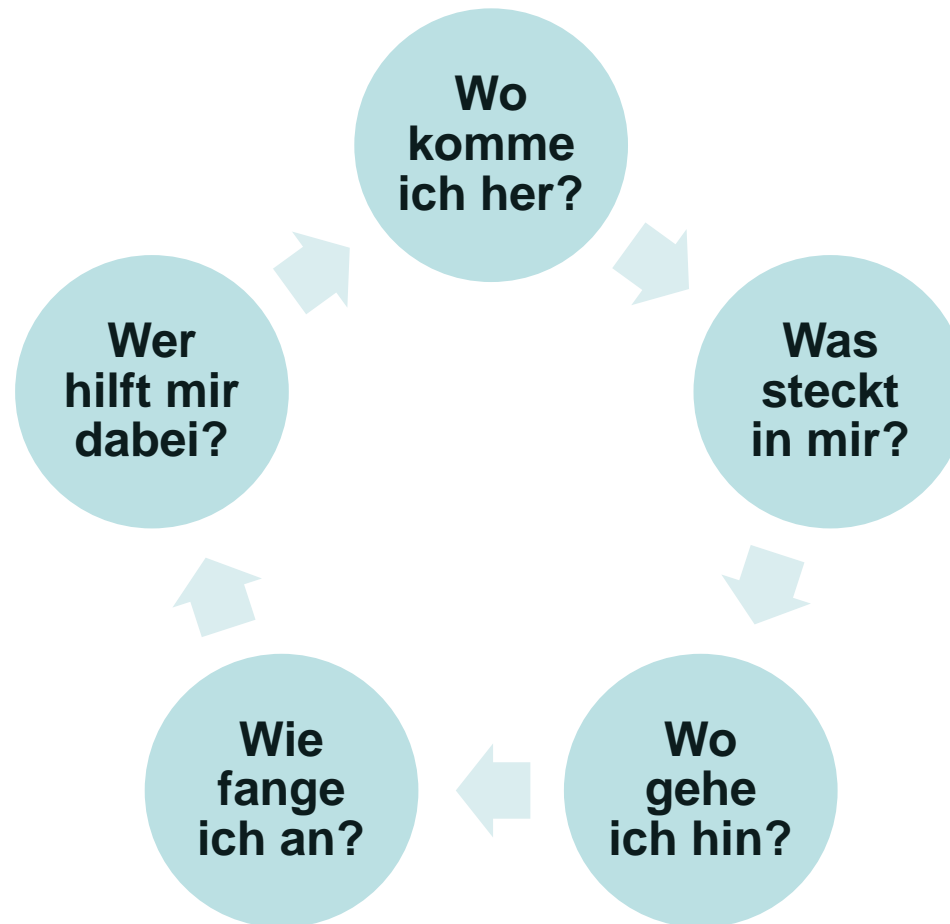 Wo
komme
ich her?
Was
steckt
in mir?
Wo
gehe
ich hin?
Wie
fange
ich an?
Wer
hilft mir
dabei?